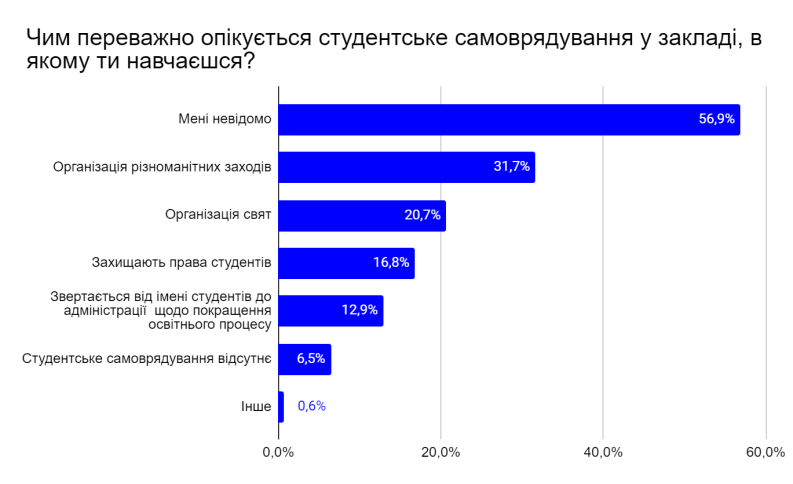 Чим переважно опікується студентське самоврядування у закладі, в
якому ти навчаєшся?
Мені невідомо
56,9%
Організація різноманітних заходів
31,7%
Організація свят
20,7%
Захищають права студентів
16,8%
Звертається від імені студентів до
адміністрації щодо покращення
освітнього процесу
12,9%
Студентське самоврядування відсутнє
6,5%
Інше
0,6%
0,0% 20,0% 40,0% 60,0%